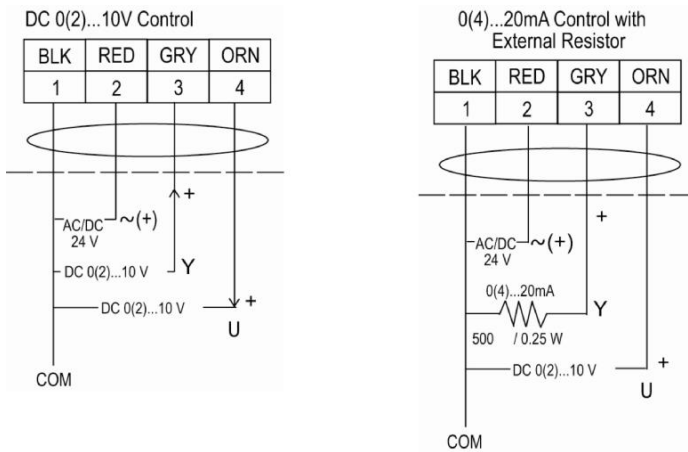 DC 0(2)...10V Control
BLK RED GRY ORN
1 2 3 4
+
AC/DC ~(+)
24 V
DC 0(2)...10 V Y
DC 0(2)...10 V +
U
COM
0(4)...20mA Control with
External Resistor
BLK RED GRY ORN
1 2 3 4
+
AC/DC ~(+)
24 V
0(4)...20mA
Y
500 / 0.25 W
DC 0(2)...10 V +
U
COM